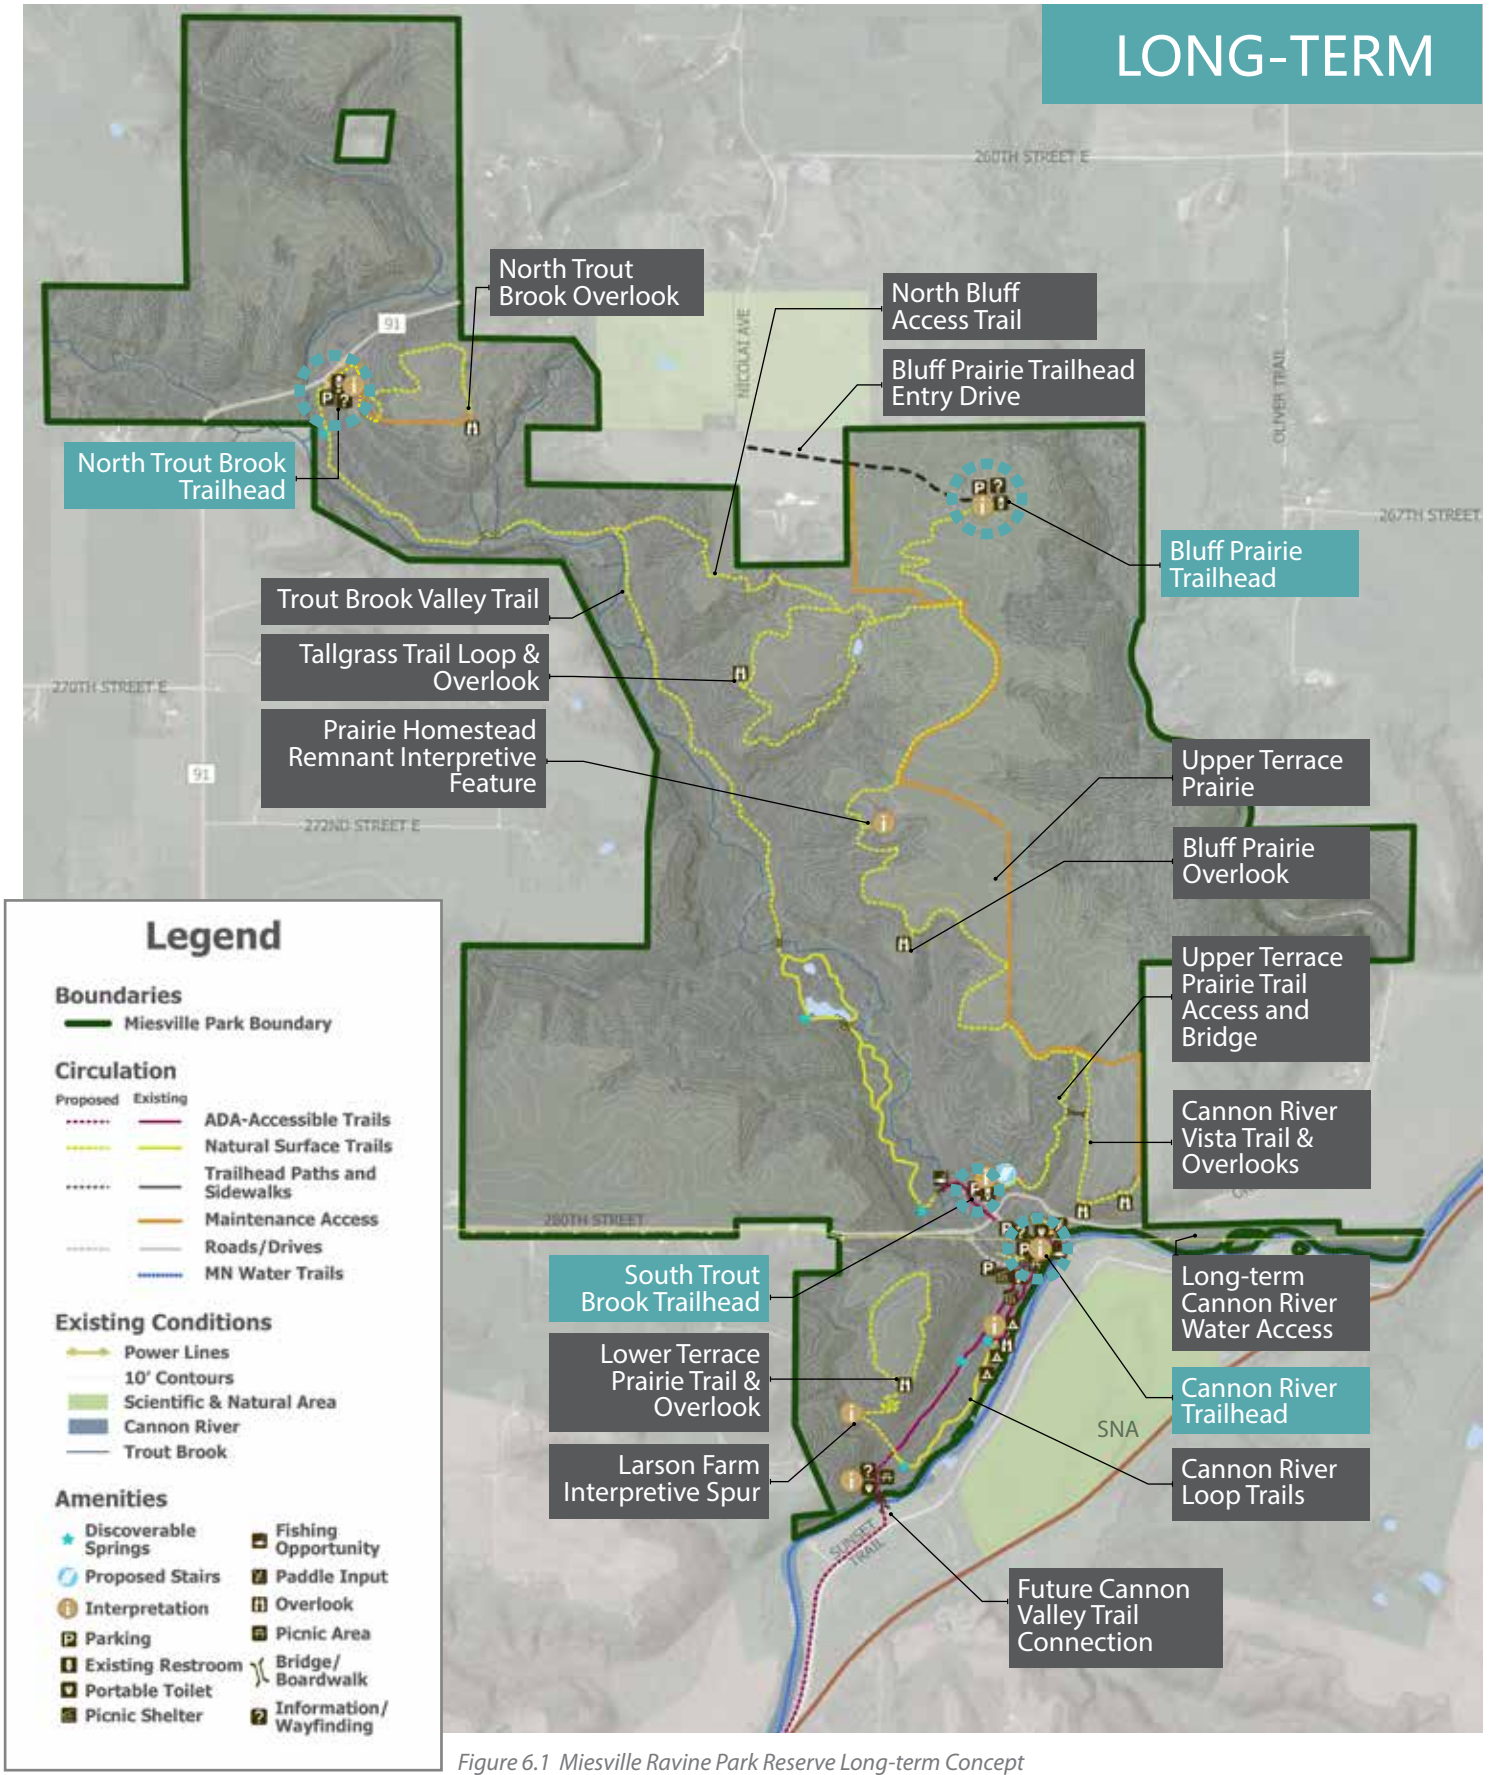 LONG-TERM
260TH STREET E
North Trout
Brook Overlook
North Bluff
Access Trail
91
NICOLAI AVE
Bluff Prairie Trailhead
Entry Drive
OLIVER TRAIL
North Trout Brook
Trailhead
267TH STREET
Bluff Prairie
Trailhead
Trout Brook Valley Trail
Tallgrass Trail Loop &
Overlook
270TH STREET E
Prairie Homestead
Remnant Interpretive
Feature
91
272ND STREET E
Upper Terrace
Prairie
Bluff Prairie
Overlook
Upper Terrace
Prairie Trail
Access and
Bridge
Cannon River
Vista Trail &
Overlooks
280TH STREET
South Trout
Brook Trailhead
Long-term
Cannon River
Water Access
Lower Terrace
Prairie Trail &
Overlook
Cannon River
Trailhead
SNA
Larson Farm
Interpretive Spur
Cannon River
Loop Trails
SUNSET
TRAIL
Future Cannon
Valley Trail
Connection
Legend
Boundaries
Miesville Park Boundary
Circulation
Proposed Existing
ADA-Accessible Trails
Natural Surface Trails
Trailhead Paths and
Sidewalks
Maintenance Access
Roads/Drives
MN Water Trails
Existing Conditions
Power Lines
10' Contours
Scientific & Natural Area
Cannon River
Trout Brook
Amenities
Discoverable
Springs
Proposed Stairs
Interpretation
Parking
Existing Restroom
Portable Toilet
Picnic Shelter
Fishing
Opportunity
Paddle Input
Overlook
Picnic Area
Bridge/
Boardwalk
Information/
Wayfinding
Figure 6.1 Miesville Ravine Park Reserve Long-term Concept